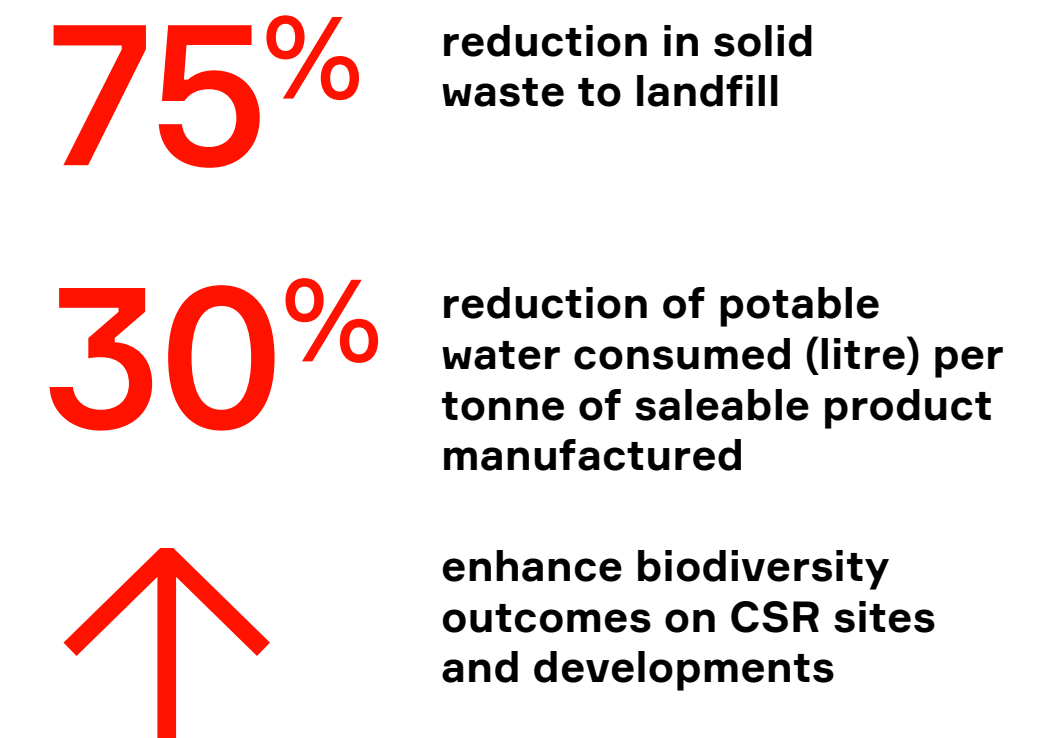 75%
reduction in solid
waste to landfill
30%
reduction of potable
water consumed (litre) per
tonne of saleable product
manufactured
enhance biodiversity
outcomes on CSR sites
and developments